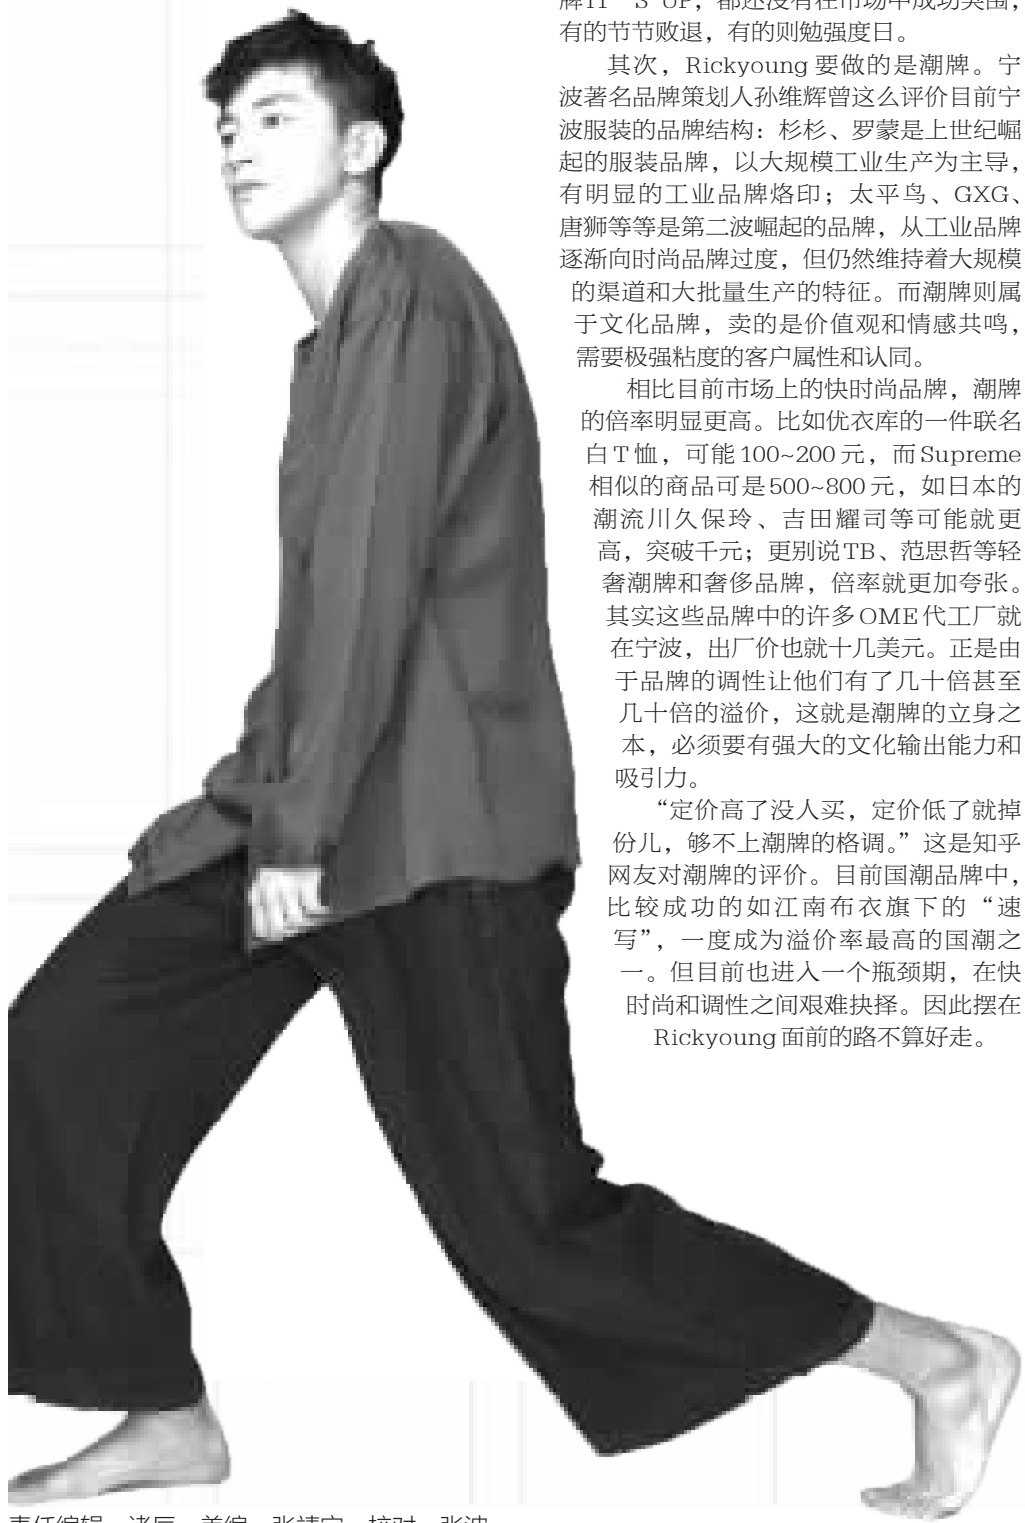 有的节节败退，有的则勉强度日。
其次，Rickyoung 要做的是潮牌。宁
波著名品牌策划人孙维辉曾这么评价目前宁
波服装的品牌结构：杉杉、罗蒙是上世纪崛
起的服装品牌，以大规模工业生产为主导，
有明显的工业品牌烙印；太平鸟、GXG、
唐狮等等是第二波崛起的品牌，从工业品牌
逐渐向时尚品牌过度，但仍然维持着大规模
的渠道和大批量生产的特征。而潮牌则属
于文化品牌，卖的是价值观和情感共鸣，
需要极强粘度的客户属性和认同。
相比目前市场上的快时尚品牌，潮牌
的倍率明显更高。比如优衣库的一件联名
白T恤，可能100~200元，而Supreme
相似的商品可是500~800元，如日本的
潮流川久保玲、吉田耀司等可能就更
高，突破千元；更别说TB、范思哲等轻
奢潮牌和奢侈品牌，倍率就更加夸张。
其实这些品牌中的许多OME代工厂就
在宁波，出厂价也就十几美元。正是由
于品牌的调性让他们有了几十倍甚至
几十倍的溢价，这就是潮牌的立身之
本，必须要有强大的文化输出能力和
吸引力。
“定价高了没人买，定价低了就掉
份儿，够不上潮牌的格调。”这是知乎
网友对潮牌的评价。目前国潮品牌中，
比较成功的如江南布衣旗下的“速
写”，一度成为溢价率最高的国潮之
一。但目前也进入一个瓶颈期，在快
时尚和调性之间艰难抉择。因此摆在
Rickyoung面前的路不算好走。